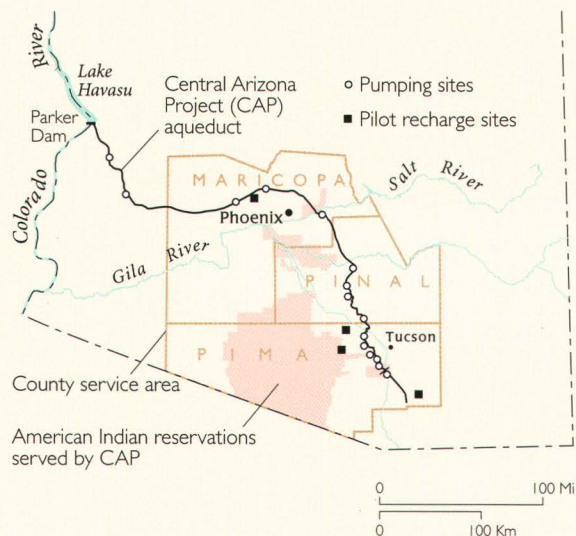 River
Lake
Havasu
Parker
Dam
Colorado
Central Arizona
Project (CAP)
aqueduct
Pumping sites
Pilot recharge sites
MARICOPA
Salt River
Phoenix
Gila River
PINAL
Tucson
PIMA
County service area
American Indian reservations
served by CAP
0 100 Mi
0 100 Km